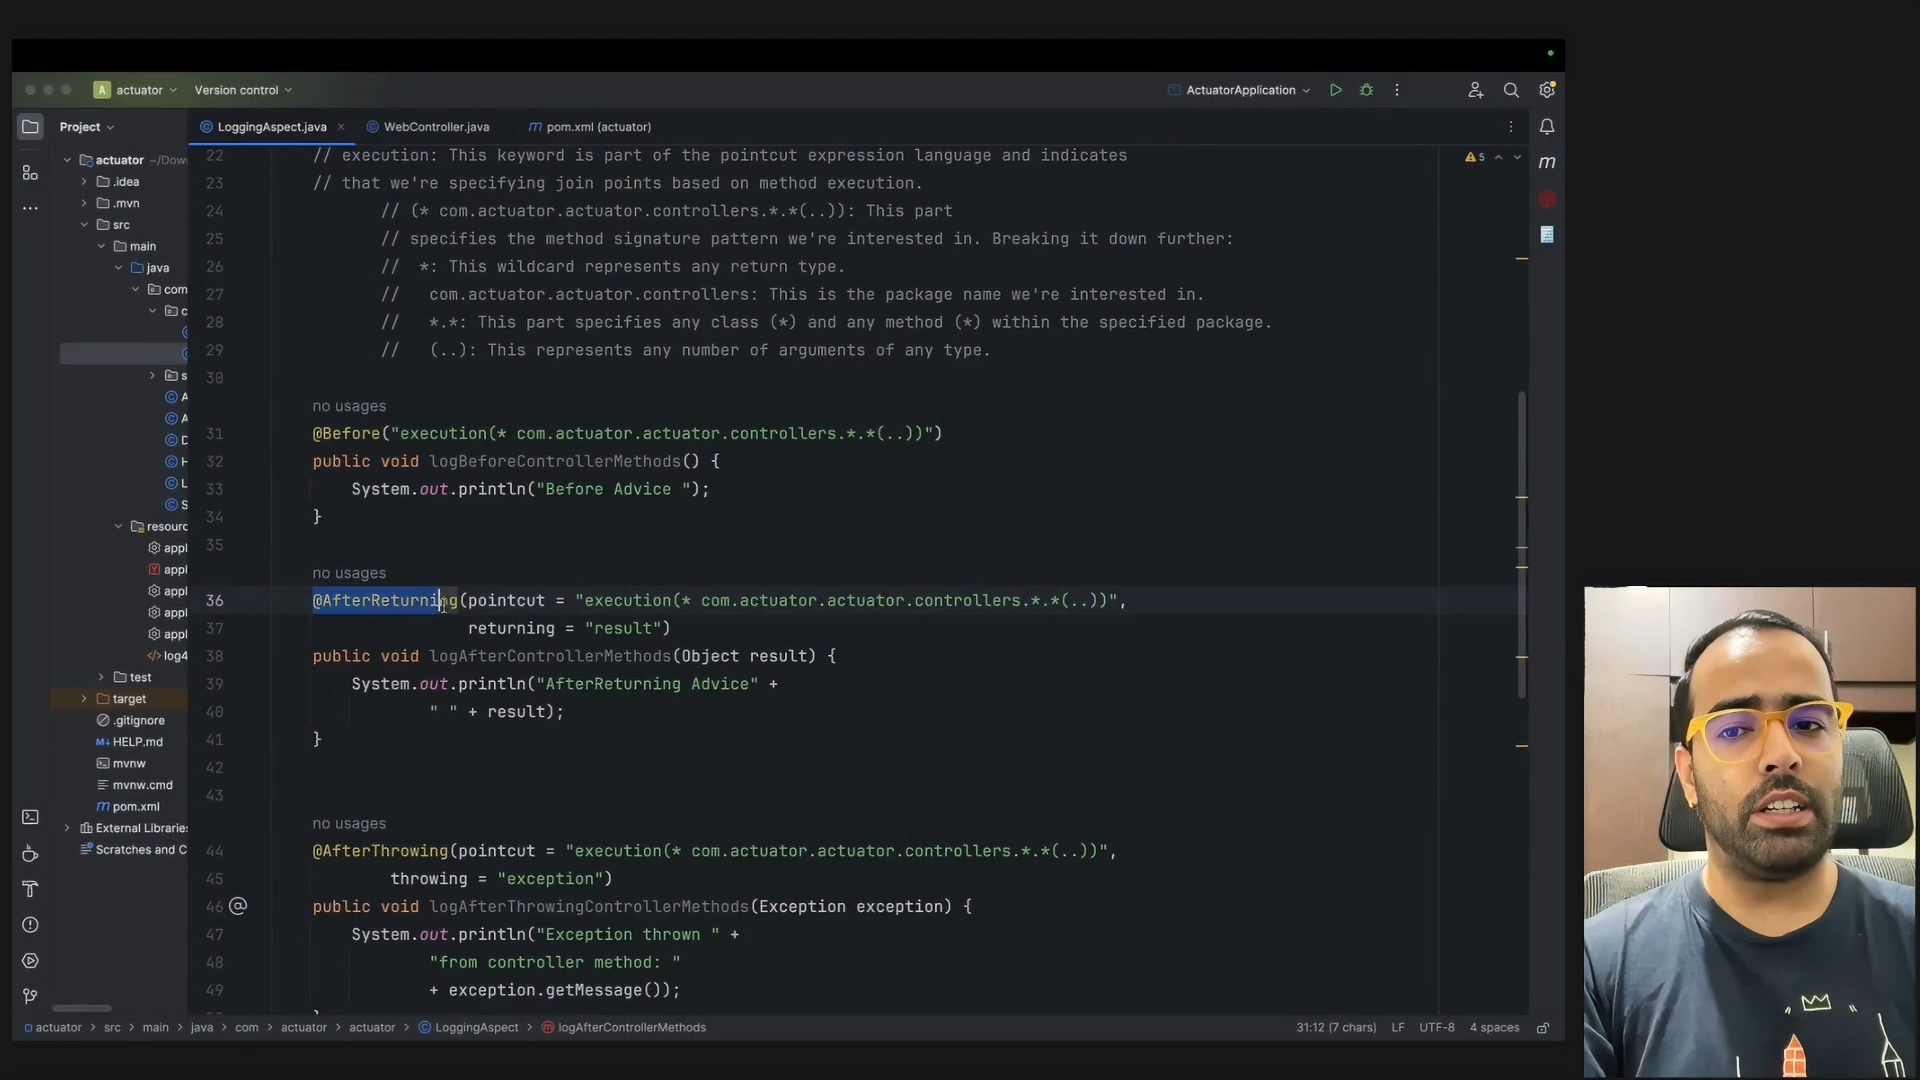 A actuator Version control
ActuatorApplication
Project
LoggingAspect.java
WebController.java
m pom.xml (actuator)
actuator ~/Dow
.idea
.mvn
src
main
java
com
c
s
A
A
D
H
L
S
resourc
appl
appl
appl
appl
appl
log4
test
target
.gitignore
M↓ HELP.md
mvnw
mvnw.cmd
m pom.xml
External Libraries
Scratches and C
5
m
22 // execution: This keyword is part of the pointcut expression language and indicates
23 // that we're specifying join points based on method execution.
24 // (* com.actuator.actuator.controllers.*.*(..)): This part
25 // specifies the method signature pattern we're interested in. Breaking it down further:
26 // *: This wildcard represents any return type.
27 // com.actuator.actuator.controllers: This is the package name we're interested in.
28 // *.*: This part specifies any class (*) and any method (*) within the specified package.
29 // (..): This represents any number of arguments of any type.
30
no usages
31 @Before("execution(* com.actuator.actuator.controllers.*.*(..))")
32 public void logBeforeControllerMethods() {
33 System.out.println("Before Advice ");
34 }
35
no usages
36 @AfterReturning(pointcut = "execution(* com.actuator.actuator.controllers.*.*(..))",
37 returning = "result")
38 public void logAfterControllerMethods(Object result) {
39 System.out.println("AfterReturning Advice" +
40 " " + result);
41 }
42
43
no usages
44 @AfterThrowing(pointcut = "execution(* com.actuator.actuator.controllers.*.*(..))",
45 throwing = "exception")
46 public void logAfterThrowingControllerMethods(Exception exception) {
47 System.out.println("Exception thrown " +
48 "from controller method: "
49 + exception.getMessage());
actuator > src > main > java > com > actuator > actuator > LoggingAspect > logAfterControllerMethods
31:12 (7 chars) LF UTF-8 4 spaces